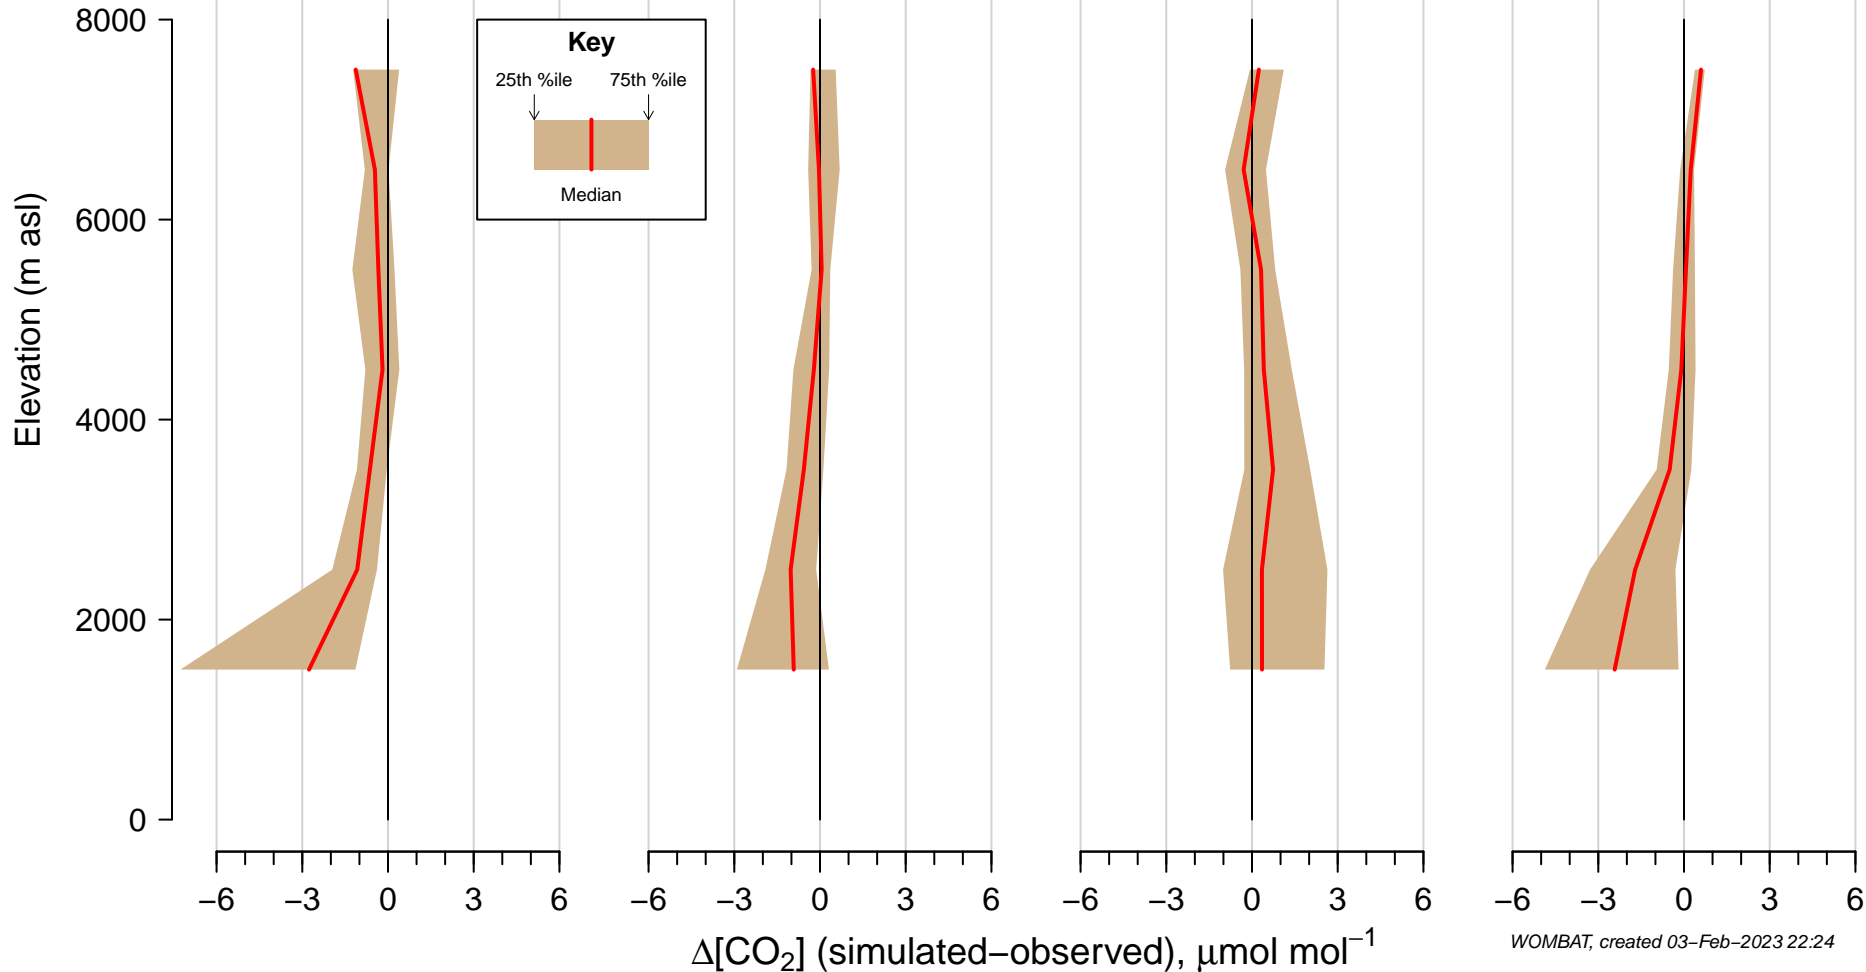 8000
6000
4000
2000
0
Elevation (m asl)
Key
25th %ile 75th %ile
Median
−6 −3 0 3 6
−6 −3 0 3 6
−6 −3 0 3 6
−6 −3 0 3 6
Δ[CO₂] (simulated−observed), μmol mol⁻¹
WOMBAT, created 03−Feb−2023 22:24